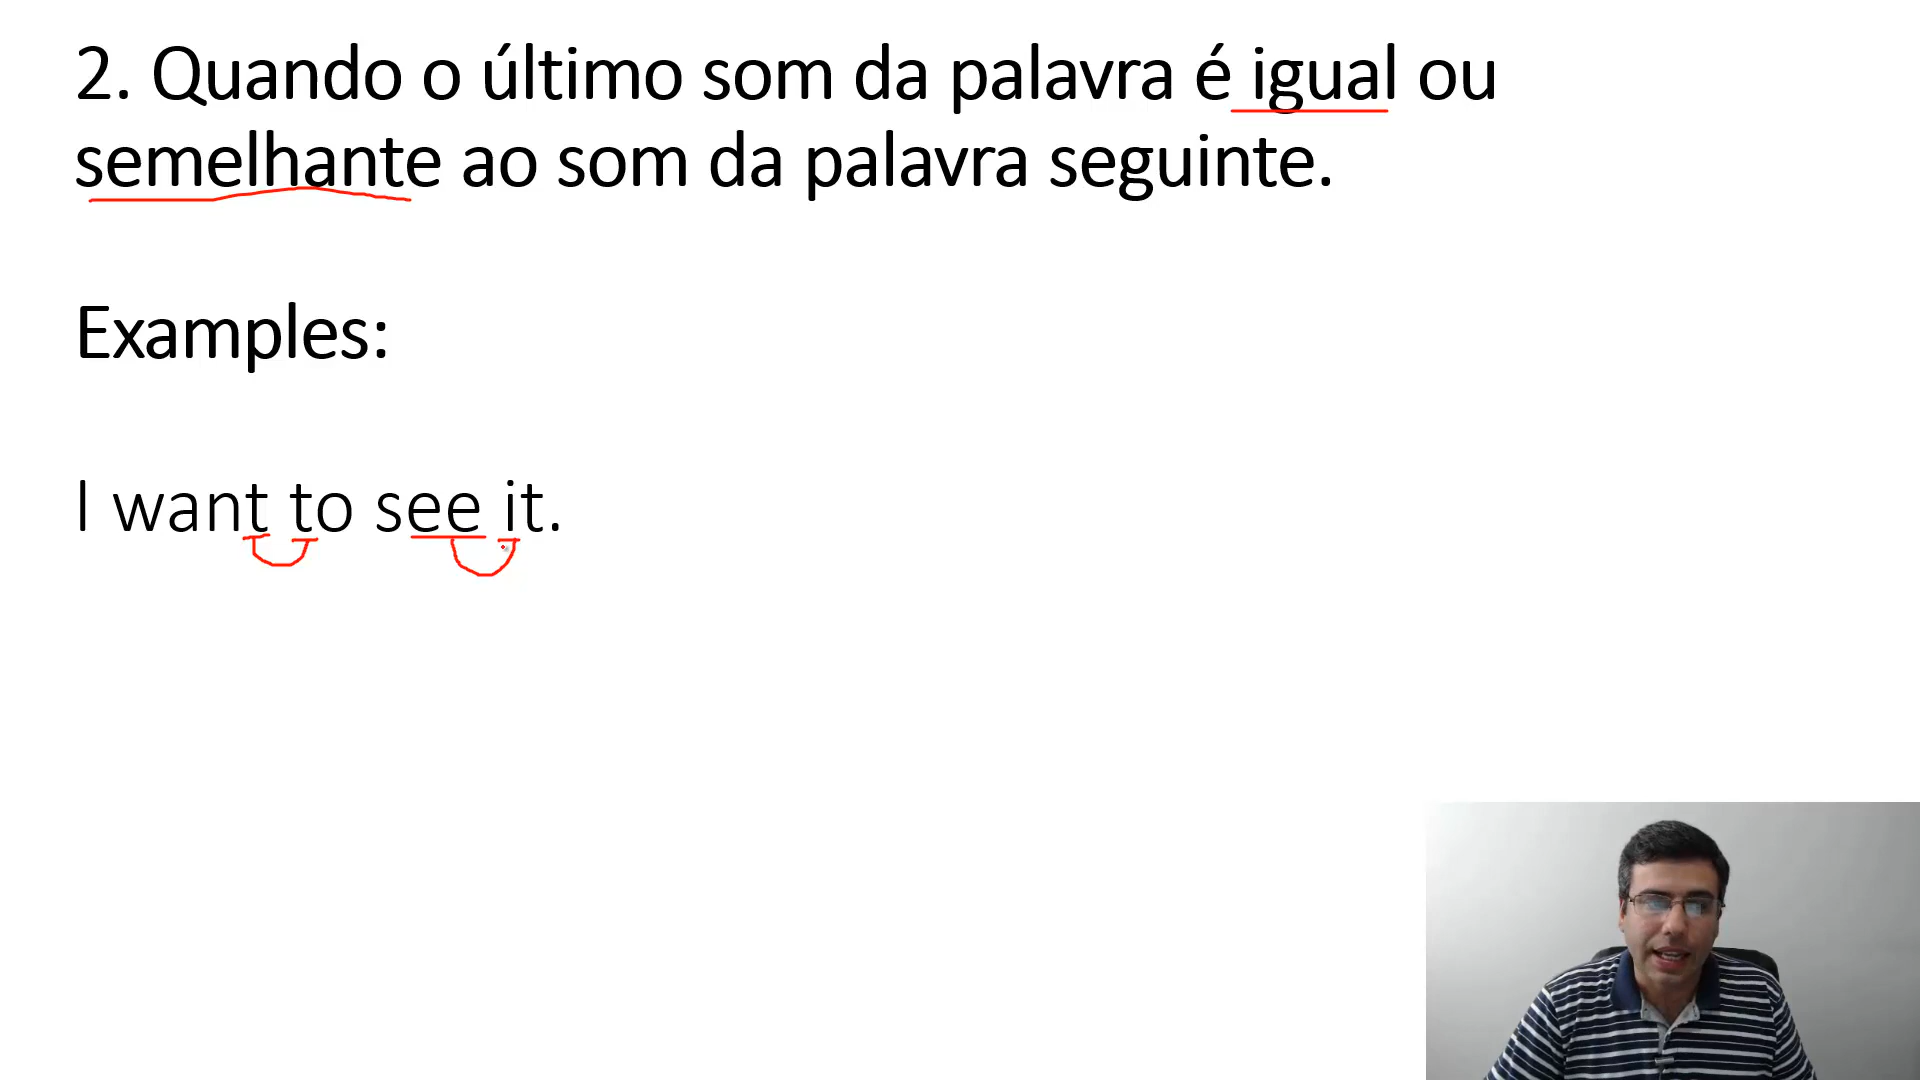 2. Quando o último som da palavra é igual ou
semelhante ao som da palavra seguinte.
Examples:
I want to see it.